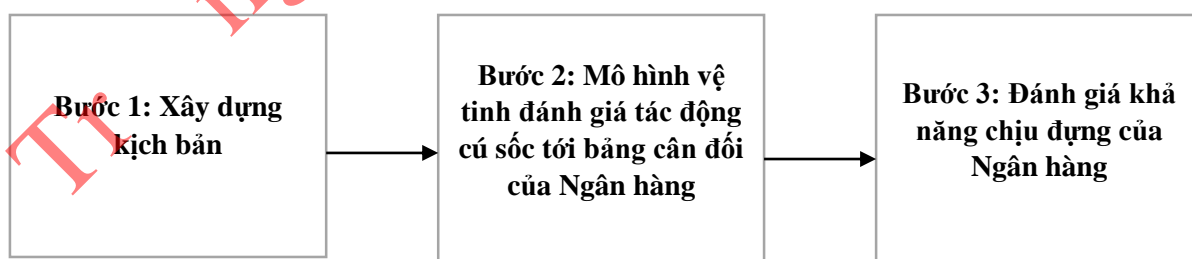 Bước 1: Xây dựng
kịch bản
Bước 2: Mô hình vệ
tinh đánh giá tác động
cú sốc tới bảng cân đối
của Ngân hàng
Bước 3: Đánh giá khả
năng chịu đựng của
Ngân hàng
Tr